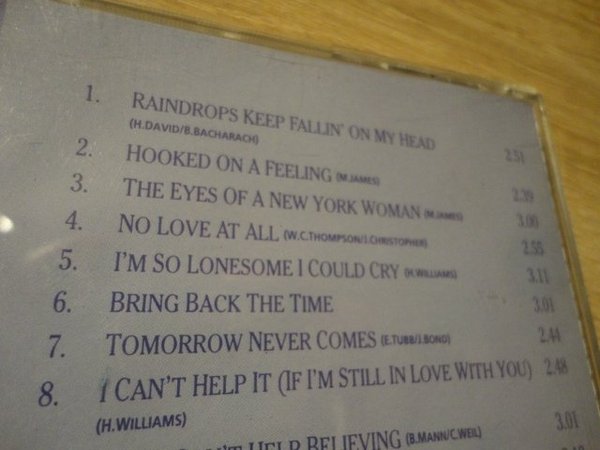 1. RAINDROPS KEEP FALLIN' ON MY HEAD 2.51
(H.DAVID/B.BACHARACH)
2. HOOKED ON A FEELING (M.JAMES) 2.39
3. THE EYES OF A NEW YORK WOMAN (M.JAMES) 3.00
4. NO LOVE AT ALL (W.C.THOMPSON/J.CHRISTOPHER)
5. I'M SO LONESOME I COULD CRY (H.WILLIAMS) 3.11
6. BRING BACK THE TIME 3.01
7. TOMORROW NEVER COMES (E.TUBB/J.BOND) 2.44
8. I CAN'T HELP IT (IF I'M STILL IN LOVE WITH YOU) 2.48
(H.WILLIAMS)
HELP BELIEVING (B.MANN/C.WEIL) 3.01